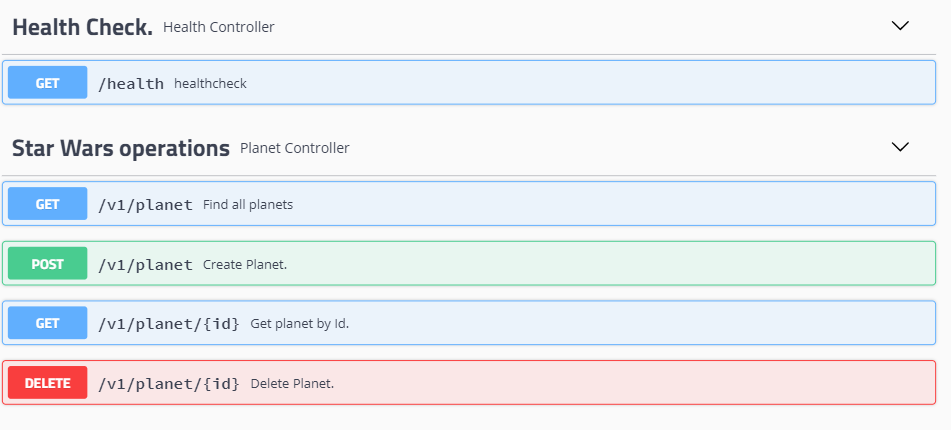 Health Check. Health Controller
GET /health healthcheck
Star Wars operations Planet Controller
GET /v1/planet Find all planets
POST /v1/planet Create Planet.
GET /v1/planet/{id} Get planet by Id.
DELETE /v1/planet/{id} Delete Planet.